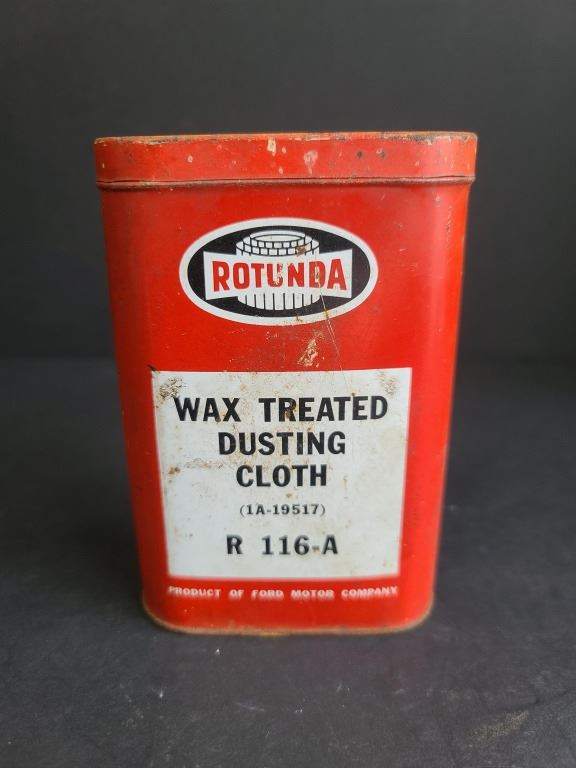 ROTUNDA
WAX TREATED
DUSTING
CLOTH
(1A-19517)
R 116-A
PRODUCT OF FORD MOTOR COMPANY